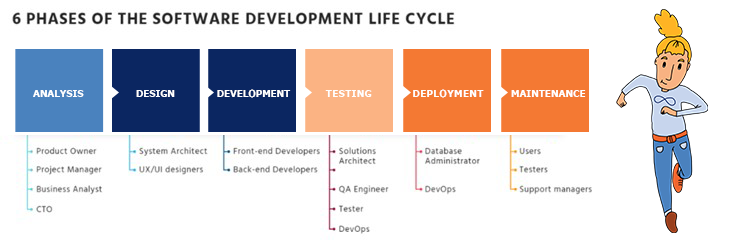 6 PHASES OF THE SOFTWARE DEVELOPMENT LIFE CYCLE
ANALYSIS
DESIGN
DEVELOPMENT
TESTING
DEPLOYMENT
MAINTENANCE
Product Owner
Project Manager
Business Analyst
CTO
System Architect
UX/UI designers
Front-end Developers
Back-end Developers
Solutions
Architect
QA Engineer
Tester
DevOps
Database
Administrator
DevOps
Users
Testers
Support managers